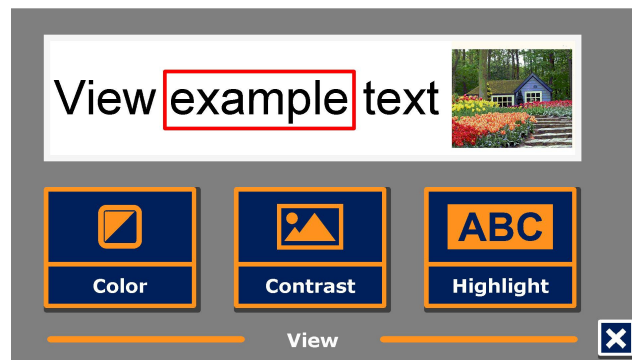 View example text
ABC
Color
Contrast
Highlight
View